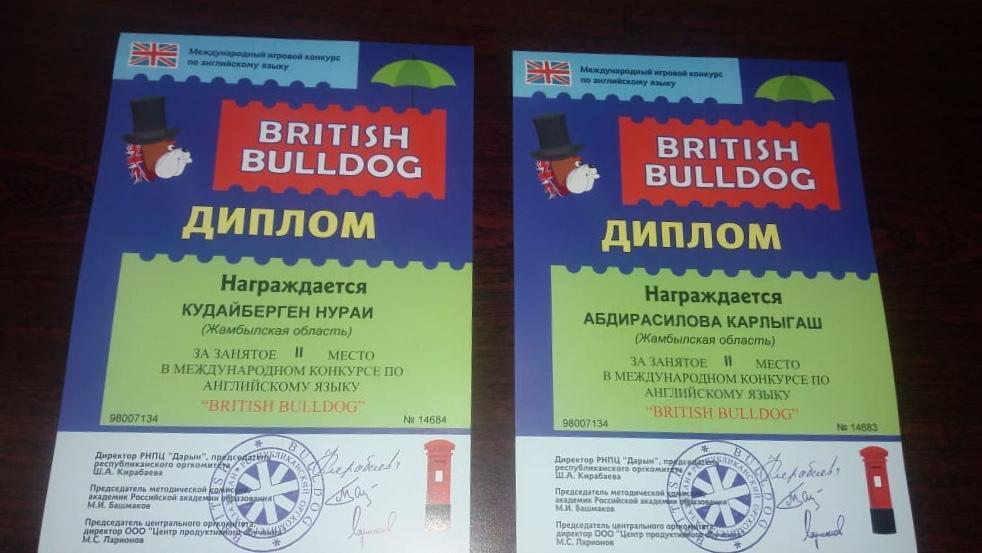 Международный игровой конкурс
по английскому языку
BRITISH
BULLDOG
ДИПЛОМ
Награждается
КУДАЙБЕРГЕН НУРАИ
(Жамбылская область)
ЗА ЗАНЯТОЕ II МЕСТО
В МЕЖДУНАРОДНОМ КОНКУРСЕ ПО
АНГЛИЙСКОМУ ЯЗЫКУ
“BRITISH BULLDOG”
98007134 № 14684
Директор РНПЦ "Дарын", председатель
республиканского оргкомитета
Ш.А. Кирабаева
Председатель методической комиссии,
академик Российской академии образования
М.И. Башмаков
Председатель центрального оргкомитета,
директор ООО "Центр продуктивного обучения"
М.С. Ларионов
BULLDOG
РЕСПУБЛИКАНСКИЙ ОРГКОМИТЕТ
Международный игровой конкурс
по английскому языку
BRITISH
BULLDOG
ДИПЛОМ
Награждается
АБДИРАСИЛОВА КАРЛЫГАШ
(Жамбылская область)
ЗА ЗАНЯТОЕ II МЕСТО
В МЕЖДУНАРОДНОМ КОНКУРСЕ ПО
АНГЛИЙСКОМУ ЯЗЫКУ
“BRITISH BULLDOG”
98007134 № 14683
Директор РНПЦ "Дарын", председатель
республиканского оргкомитета
Ш.А. Кирабаева
Председатель методической комиссии,
академик Российской академии образования
М.И. Башмаков
Председатель центрального оргкомитета,
директор ООО "Центр продуктивного обучения"
М.С. Ларионов